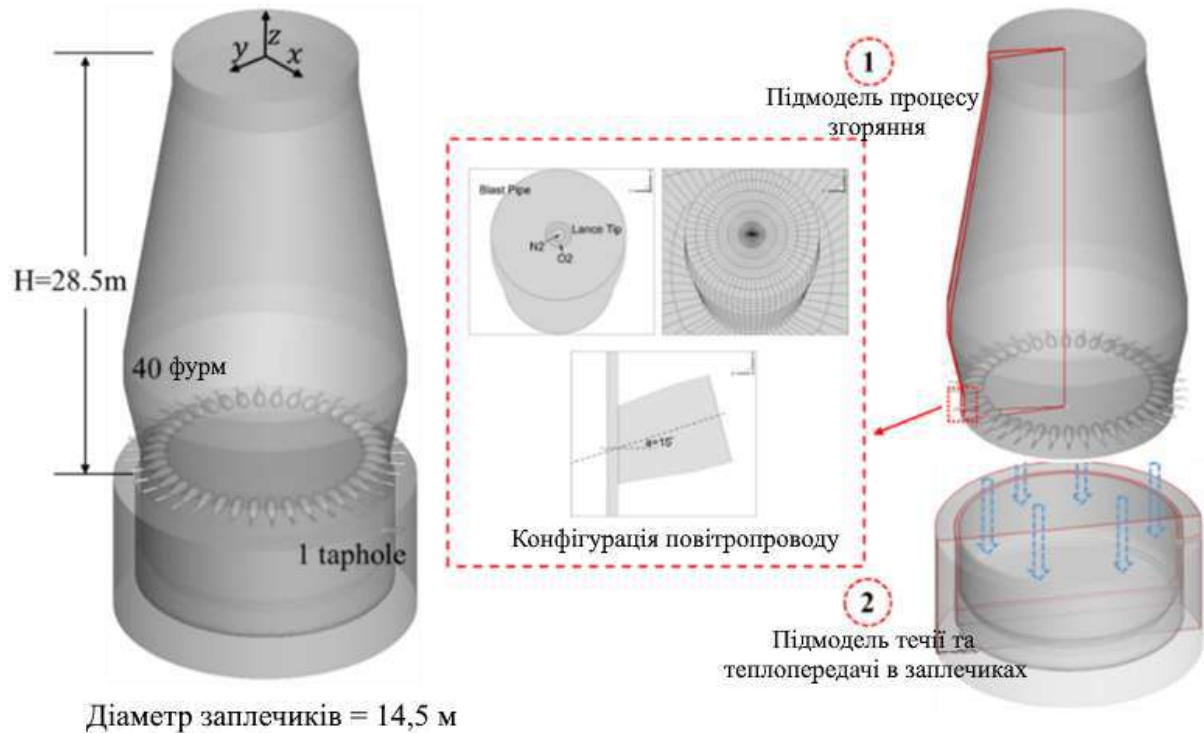 z
y
x
H=28.5m
40 фурм
1 taphole
Діаметр заплечиків = 14,5 м
Blast Pipe
Lance Tip
N2
O2
a=15°
Конфігурація повітропроводу
1
Підмодель процесу
згоряння
2
Підмодель течії та
теплопередачі в заплечиках